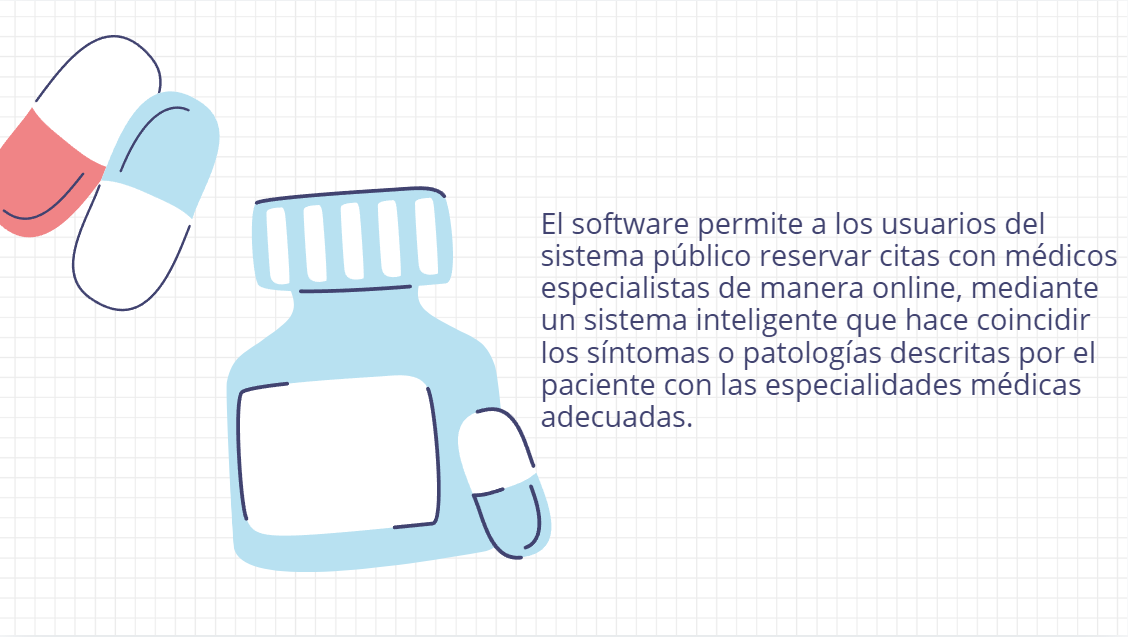 El software permite a los usuarios del
sistema público reservar citas con médicos
especialistas de manera online, mediante
un sistema inteligente que hace coincidir
los síntomas o patologías descritas por el
paciente con las especialidades médicas
adecuadas.